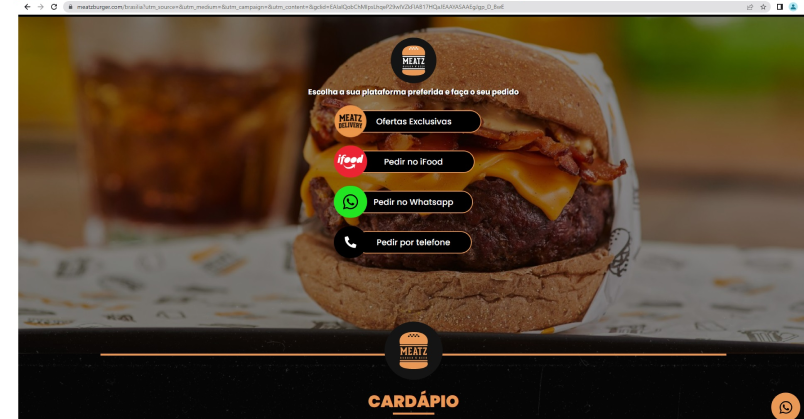 meatzburger.com/brasilia?utm_source=&utm_medium=&utm_campaign=&utm_content=&gclid=
MEATZ
Escolha a sua plataforma preferida e faça o seu pedido
MEATZ
DELIVERY
Ofertas Exclusivas
ifood
Pedir no iFood
Pedir no Whatsapp
Pedir por telefone
MEATZ
CARDÁPIO